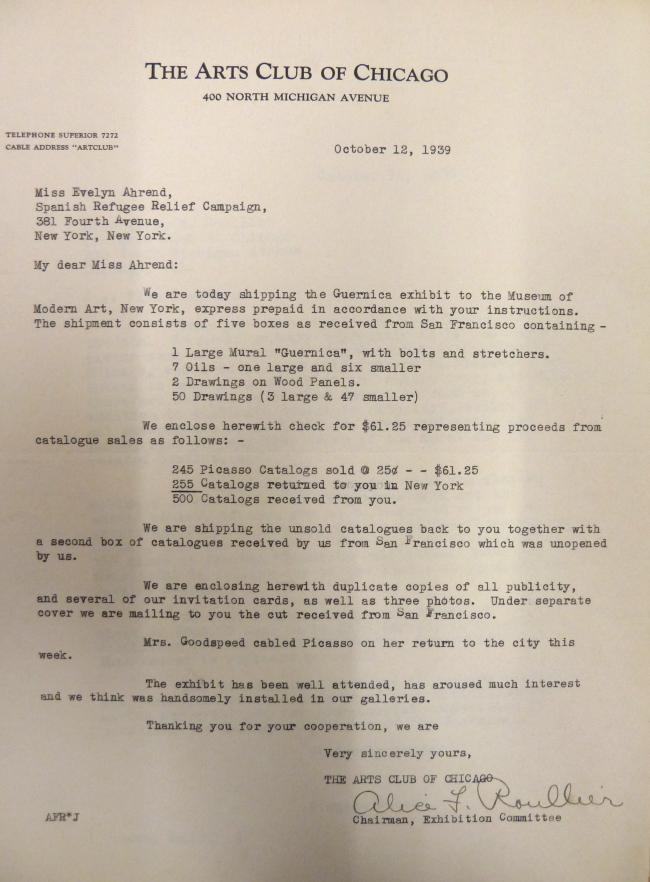 THE ARTS CLUB OF CHICAGO
400 NORTH MICHIGAN AVENUE
TELEPHONE SUPERIOR 7272
CABLE ADDRESS "ARTCLUB"
October 12, 1939
Miss Evelyn Ahrend,
Spanish Refugee Relief Campaign,
381 Fourth Avenue,
New York, New York.
My dear Miss Ahrend:
We are today shipping the Guernica exhibit to the Museum of
Modern Art, New York, express prepaid in accordance with your instructions.
The shipment consists of five boxes as received from San Francisco containing -
1 Large Mural "Guernica", with bolts and stretchers.
7 Oils - one large and six smaller
2 Drawings on Wood Panels.
50 Drawings (3 large & 47 smaller)
We enclose herewith check for $61.25 representing proceeds from
catalogue sales as follows: -
245 Picasso Catalogs sold @ 25¢ - - $61.25
255 Catalogs returned to you in New York
500 Catalogs received from you.
We are shipping the unsold catalogues back to you together with
a second box of catalogues received by us from San Francisco which was unopened
by us.
We are enclosing herewith duplicate copies of all publicity,
and several of our invitation cards, as well as three photos. Under separate
cover we are mailing to you the cut received from San Francisco.
Mrs. Goodspeed cabled Picasso on her return to the city this
week.
The exhibit has been well attended, has aroused much interest
and we think was handsomely installed in our galleries.
Thanking you for your cooperation, we are
Very sincerely yours,
THE ARTS CLUB OF CHICAGO
Alice F. Roullier
Chairman, Exhibition Committee
AFR*J